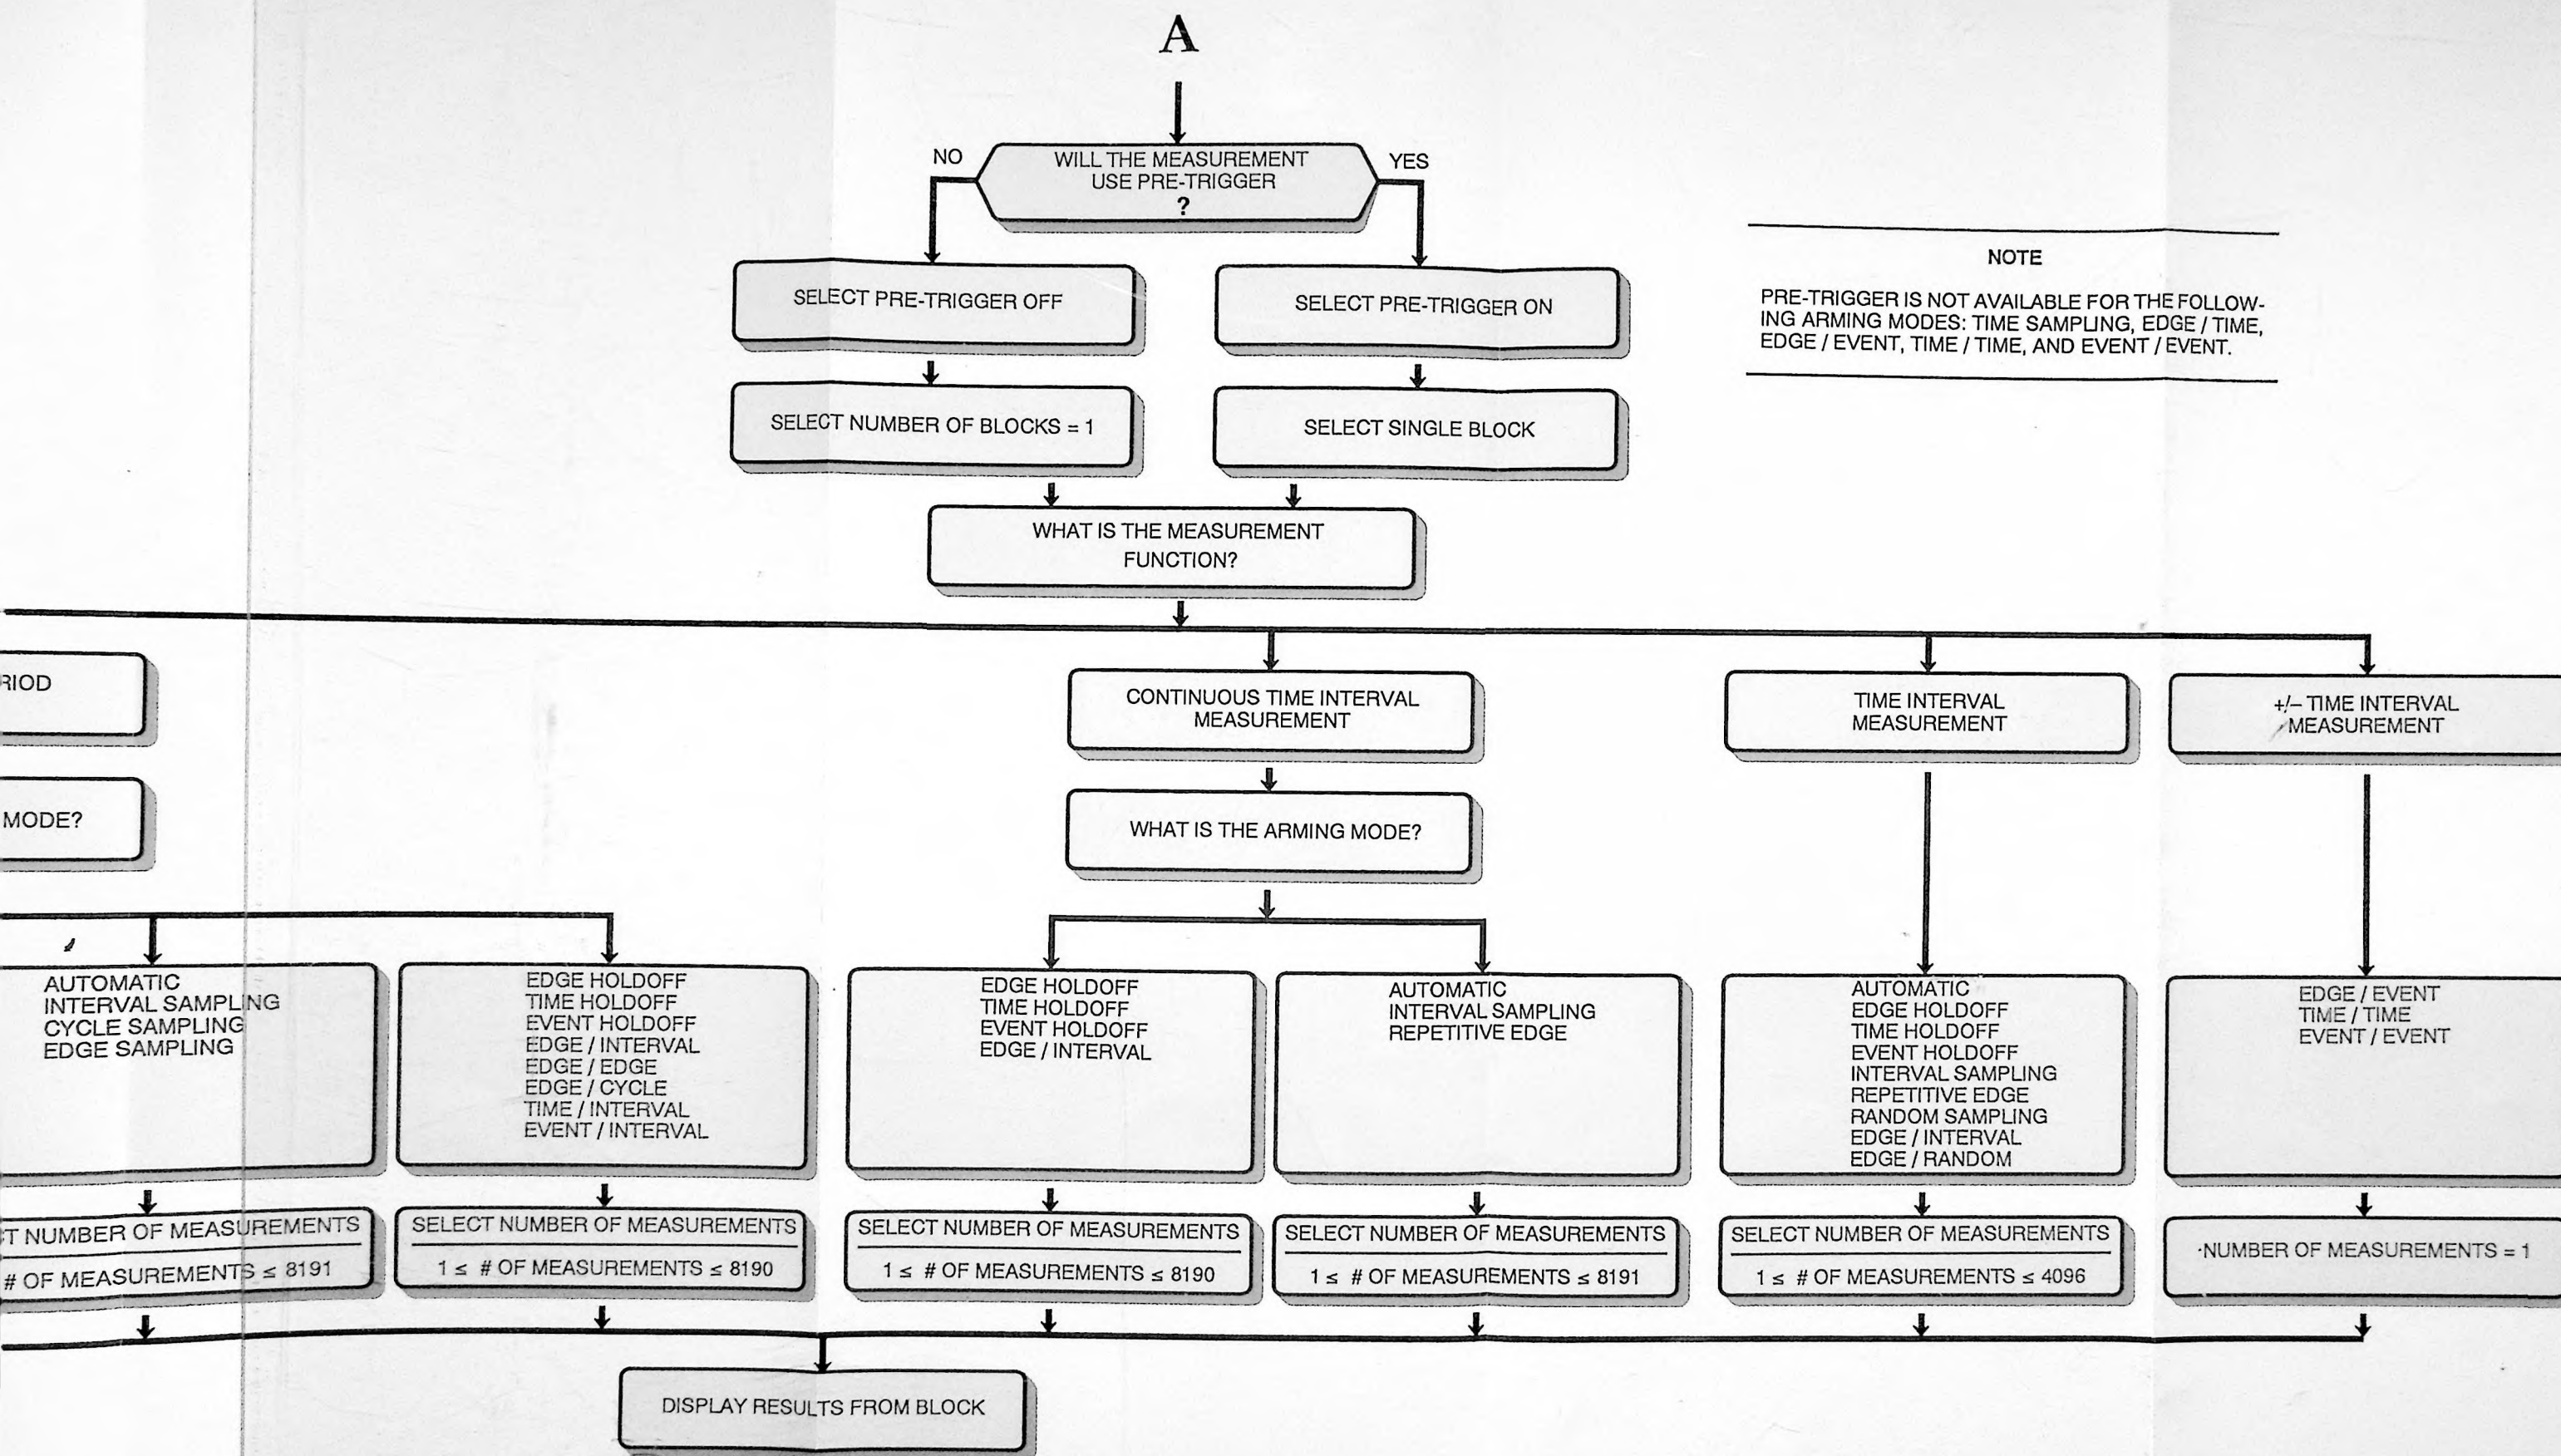 A
NO
WILL THE MEASUREMENT
USE PRE-TRIGGER
?
YES
SELECT PRE-TRIGGER OFF
SELECT PRE-TRIGGER ON
NOTE
PRE-TRIGGER IS NOT AVAILABLE FOR THE FOLLOW-
ING ARMING MODES: TIME SAMPLING, EDGE / TIME,
EDGE / EVENT, TIME / TIME, AND EVENT / EVENT.
SELECT NUMBER OF BLOCKS = 1
SELECT SINGLE BLOCK
WHAT IS THE MEASUREMENT
FUNCTION?
RIOD
MODE?
CONTINUOUS TIME INTERVAL
MEASUREMENT
TIME INTERVAL
MEASUREMENT
+/– TIME INTERVAL
MEASUREMENT
WHAT IS THE ARMING MODE?
AUTOMATIC
INTERVAL SAMPLING
CYCLE SAMPLING
EDGE SAMPLING
EDGE HOLDOFF
TIME HOLDOFF
EVENT HOLDOFF
EDGE / INTERVAL
EDGE / EDGE
EDGE / CYCLE
TIME / INTERVAL
EVENT / INTERVAL
EDGE HOLDOFF
TIME HOLDOFF
EVENT HOLDOFF
EDGE / INTERVAL
AUTOMATIC
INTERVAL SAMPLING
REPETITIVE EDGE
AUTOMATIC
EDGE HOLDOFF
TIME HOLDOFF
EVENT HOLDOFF
INTERVAL SAMPLING
REPETITIVE EDGE
RANDOM SAMPLING
EDGE / INTERVAL
EDGE / RANDOM
EDGE / EVENT
TIME / TIME
EVENT / EVENT
CT NUMBER OF MEASUREMENTS
# OF MEASUREMENTS ≤ 8191
SELECT NUMBER OF MEASUREMENTS
1 ≤ # OF MEASUREMENTS ≤ 8190
SELECT NUMBER OF MEASUREMENTS
1 ≤ # OF MEASUREMENTS ≤ 8190
SELECT NUMBER OF MEASUREMENTS
1 ≤ # OF MEASUREMENTS ≤ 8191
SELECT NUMBER OF MEASUREMENTS
1 ≤ # OF MEASUREMENTS ≤ 4096
NUMBER OF MEASUREMENTS = 1
DISPLAY RESULTS FROM BLOCK